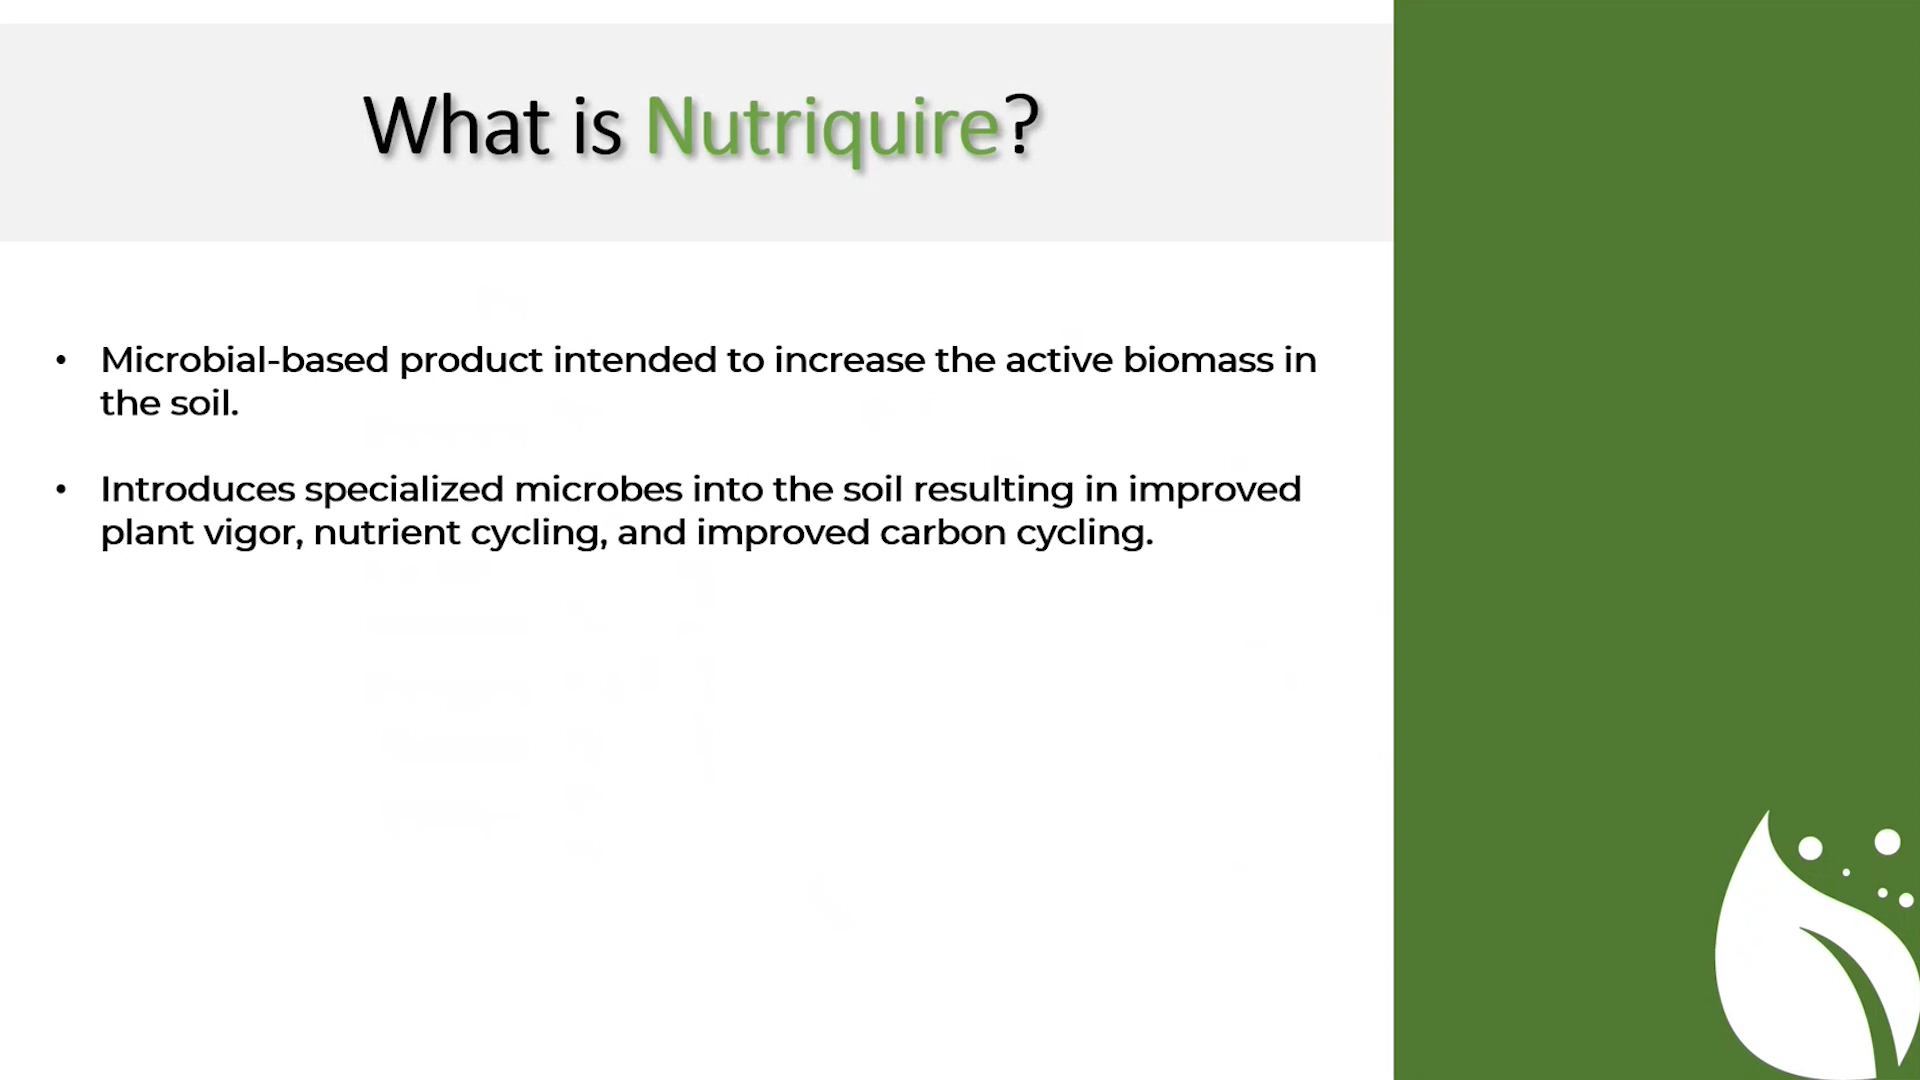 What is Nutriquire?
• Microbial-based product intended to increase the active biomass in
the soil.
• Introduces specialized microbes into the soil resulting in improved
plant vigor, nutrient cycling, and improved carbon cycling.